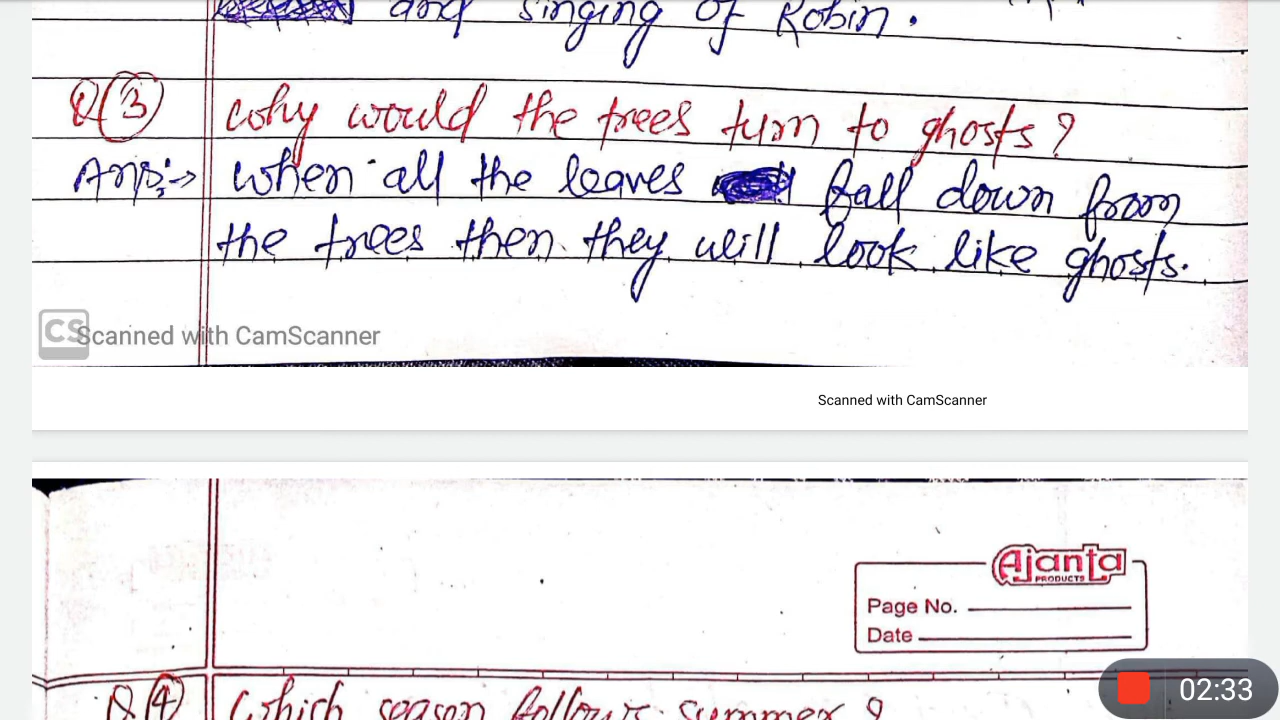 and singing of Robin.
Q(3) Why would the trees turn to ghosts?
Ans:→ When all the leaves fall down from
the trees then they will look like ghosts.
CS Scanned with CamScanner
Scanned with CamScanner
Ajanta
PRODUCTS
Page No.
Date
Q(4) Which season follows summer?
02:33